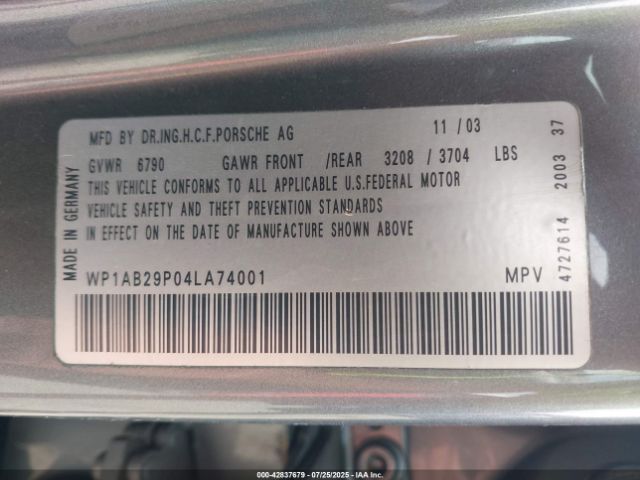 MFD BY DR.ING.H.C.F.PORSCHE AG 11 / 03
GVWR 6790 GAWR FRONT /REAR 3208 / 3704 LBS
THIS VEHICLE CONFORMS TO ALL APPLICABLE U.S.FEDERAL MOTOR
VEHICLE SAFETY AND THEFT PREVENTION STANDARDS
IN EFFECT ON THE DATE OF MANUFACTURE SHOWN ABOVE
WP1AB29P04LA74001 MPV
MADE IN GERMANY
4727614 2003 37
00-42837679 - 07/25/2025 - IAA Inc.